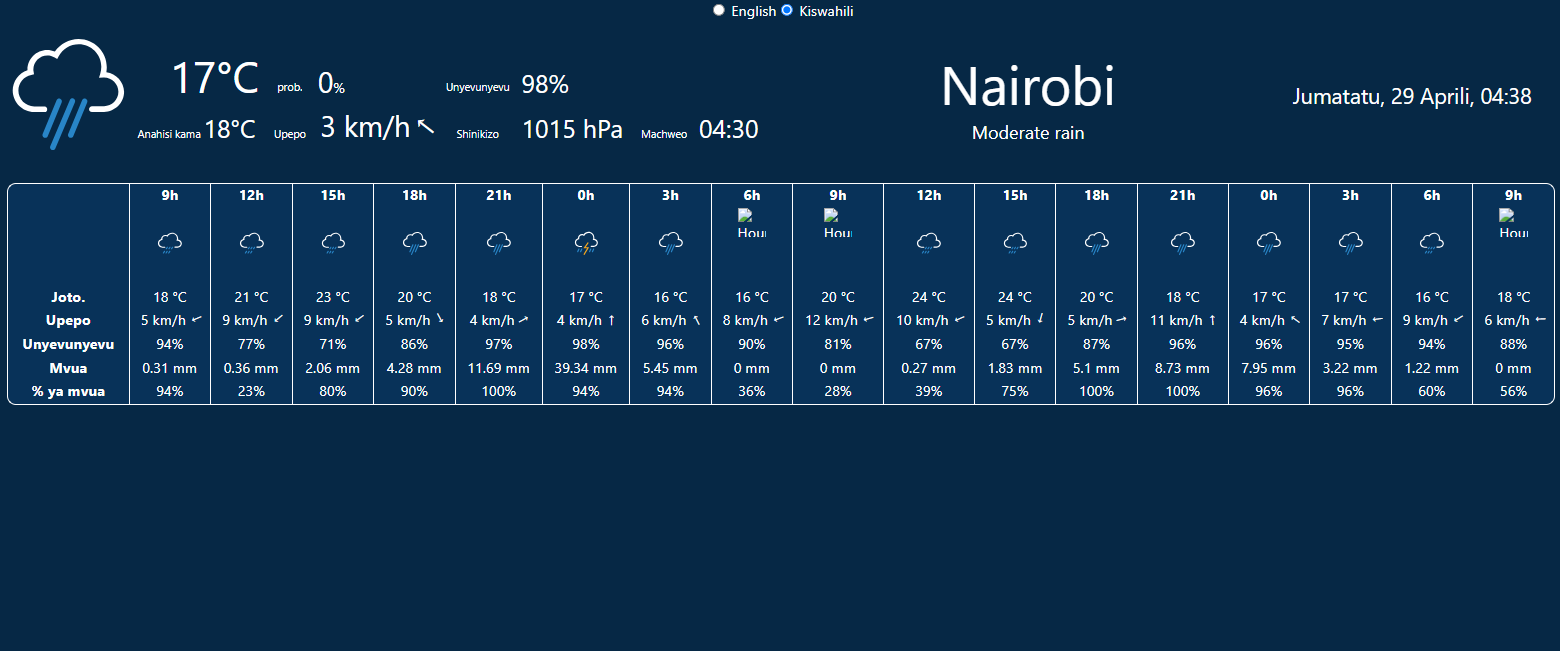 English Kiswahili
17°C prob. 0% Unyevunyevu 98%
Anahisi kama 18°C Upepo 3 km/h ↖ Shinikizo 1015 hPa Machweo 04:30
Nairobi
Moderate rain
Jumatatu, 29 Aprili, 04:38
9h 12h 15h 18h 21h 0h 3h 6h 9h 12h 15h 18h 21h 0h 3h 6h 9h
Hour Hour Hour
Joto. 18 °C 21 °C 23 °C 20 °C 18 °C 17 °C 16 °C 16 °C 20 °C 24 °C 24 °C 20 °C 18 °C 17 °C 17 °C 16 °C 18 °C
Upepo 5 km/h 9 km/h 9 km/h 5 km/h 4 km/h 4 km/h 6 km/h 8 km/h 12 km/h 10 km/h 5 km/h 5 km/h 11 km/h 4 km/h 7 km/h 9 km/h 6 km/h
Unyevunyevu 94% 77% 71% 86% 97% 98% 96% 90% 81% 67% 67% 87% 96% 96% 95% 94% 88%
Mvua 0.31 mm 0.36 mm 2.06 mm 4.28 mm 11.69 mm 39.34 mm 5.45 mm 0 mm 0 mm 0.27 mm 1.83 mm 5.1 mm 8.73 mm 7.95 mm 3.22 mm 1.22 mm 0 mm
% ya mvua 94% 23% 80% 90% 100% 94% 94% 36% 28% 39% 75% 100% 100% 96% 96% 60% 56%